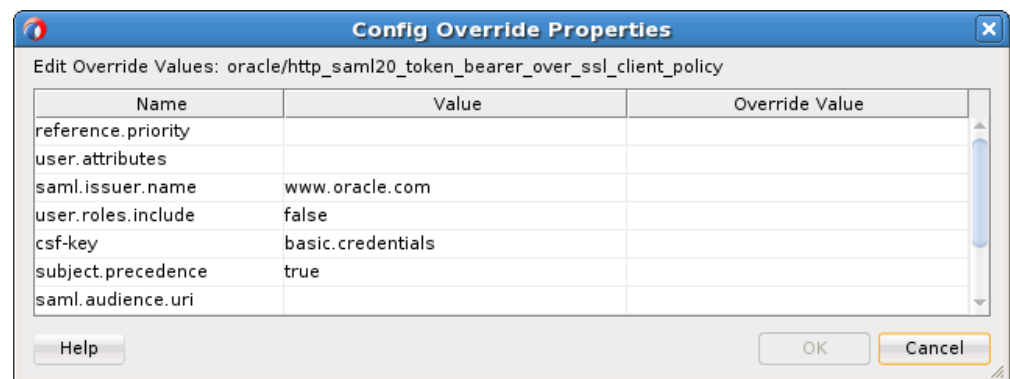 Config Override Properties
Edit Override Values: oracle/http_saml20_token_bearer_over_ssl_client_policy
Name Value Override Value
reference.priority
user.attributes
saml.issuer.name www.oracle.com
user.roles.include false
csf-key basic.credentials
subject.precedence true
saml.audience.uri
Help OK Cancel